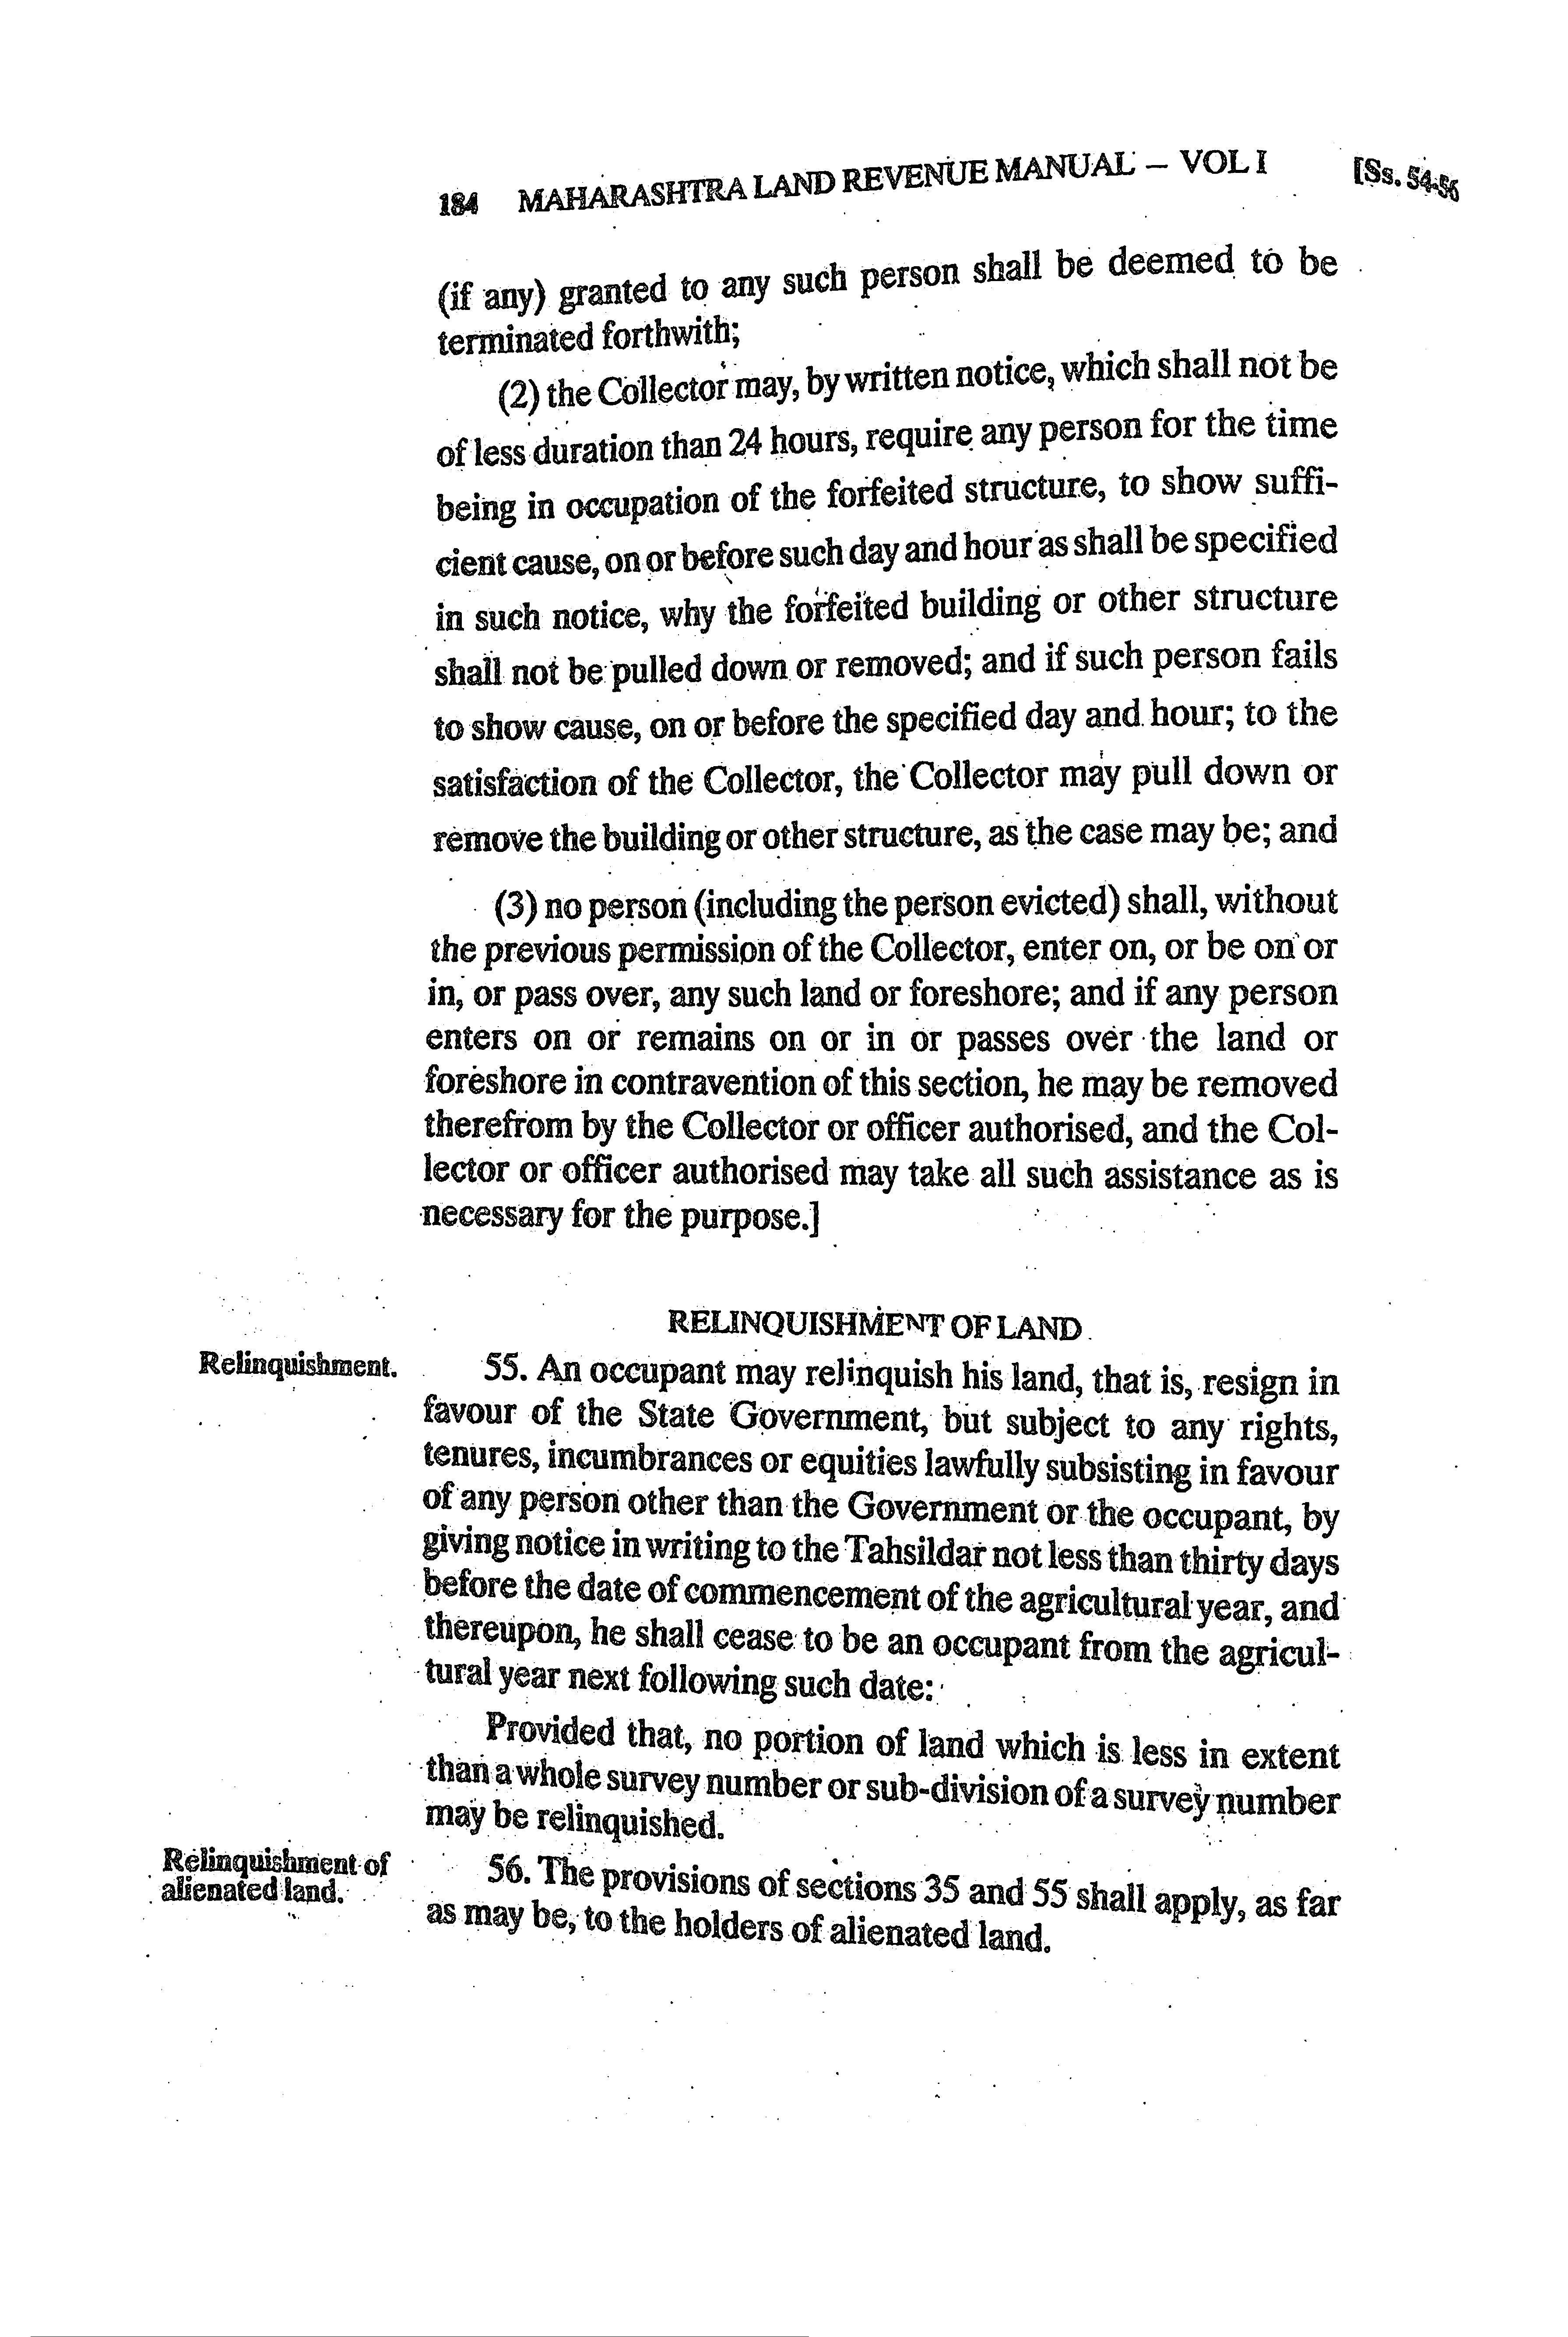 184 MAHARASHTRA LAND REVENUE MANUAL – VOL I [Ss. 54-56
(if any) granted to any such person shall be deemed to be
terminated forthwith;
(2) the Collector may, by written notice, which shall not be
of less duration than 24 hours, require any person for the time
being in occupation of the forfeited structure, to show suffi-
cient cause, on or before such day and hour as shall be specified
in such notice, why the forfeited building or other structure
shall not be pulled down or removed; and if such person fails
to show cause, on or before the specified day and hour; to the
satisfaction of the Collector, the Collector may pull down or
remove the building or other structure, as the case may be; and
(3) no person (including the person evicted) shall, without
the previous permission of the Collector, enter on, or be on or
in, or pass over, any such land or foreshore; and if any person
enters on or remains on or in or passes over the land or
foreshore in contravention of this section, he may be removed
therefrom by the Collector or officer authorised, and the Col-
lector or officer authorised may take all such assistance as is
necessary for the purpose.]
RELINQUISHMENT OF LAND
Relinquishment. 55. An occupant may relinquish his land, that is, resign in
favour of the State Government, but subject to any rights,
tenures, incumbrances or equities lawfully subsisting in favour
of any person other than the Government or the occupant, by
giving notice in writing to the Tahsildar not less than thirty days
before the date of commencement of the agricultural year, and
thereupon, he shall cease to be an occupant from the agricul-
tural year next following such date:
Provided that, no portion of land which is less in extent
than a whole survey number or sub-division of a survey number
may be relinquished.
Relinquishment of 56. The provisions of sections 35 and 55 shall apply, as far
alienated land. as may be, to the holders of alienated land.